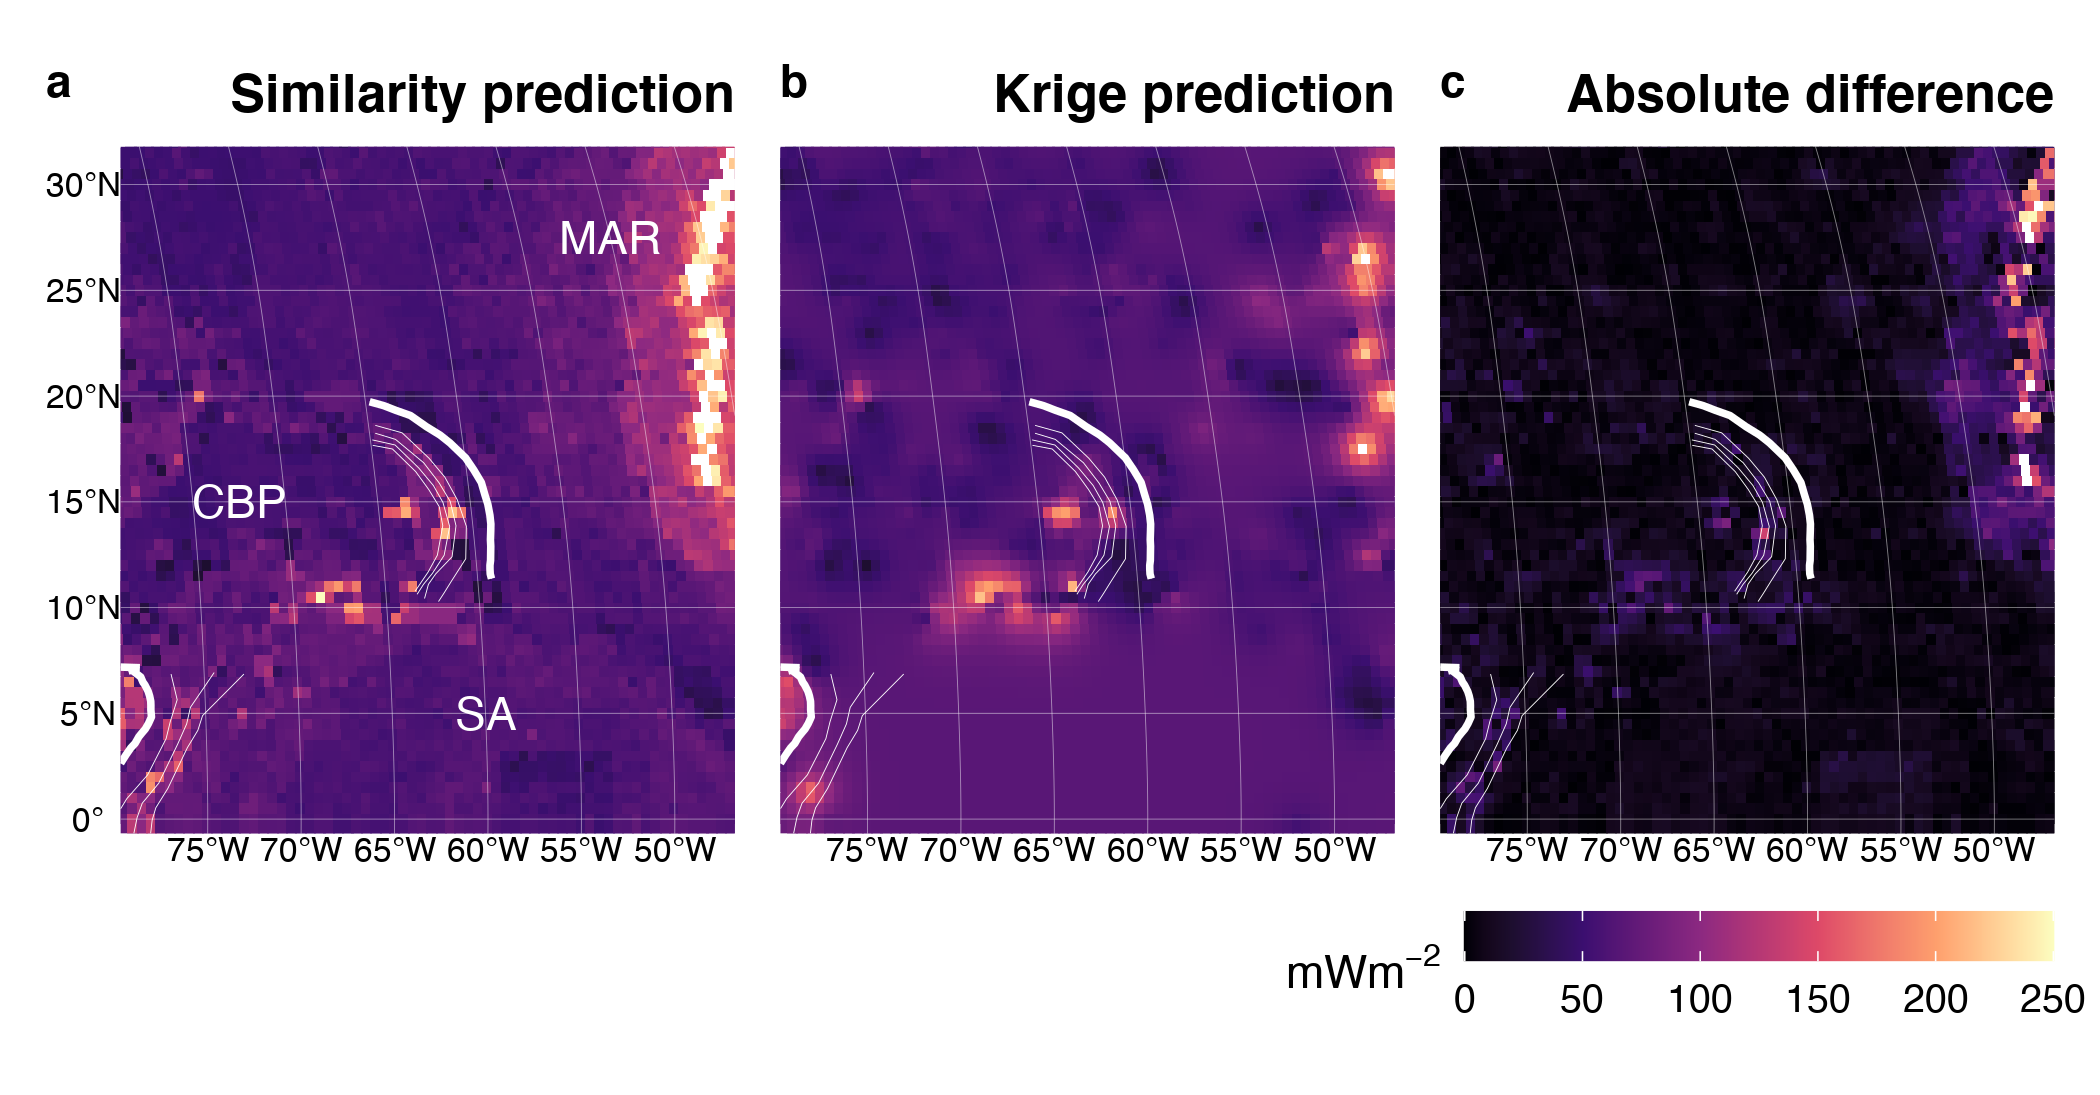 a Similarity prediction
b Krige prediction
c Absolute difference
30°N
25°N
20°N
15°N
10°N
5°N
0°
MAR
CBP
SA
75°W 70°W 65°W 60°W 55°W 50°W
75°W 70°W 65°W 60°W 55°W 50°W
75°W 70°W 65°W 60°W 55°W 50°W
mWm⁻²
0 50 100 150 200 250